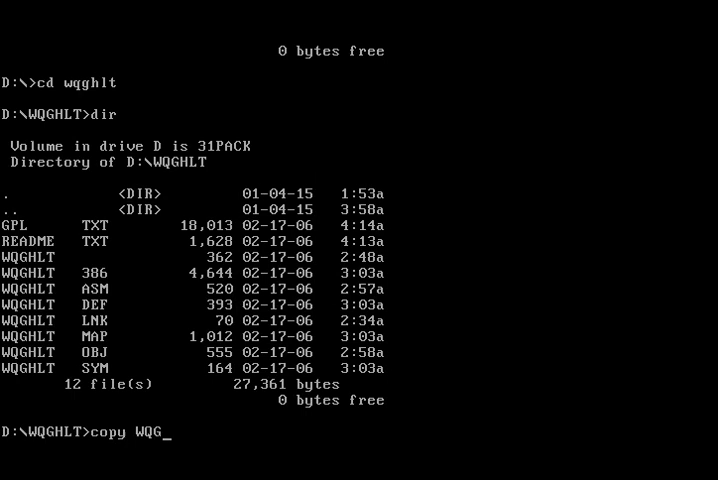 0 bytes free
D:\>cd wqghlt
D:\WQGHLT>dir
Volume in drive D is 31PACK
Directory of D:\WQGHLT
. <DIR> 01-04-15 1:53a
.. <DIR> 01-04-15 3:58a
GPL TXT 18,013 02-17-06 4:14a
README TXT 1,628 02-17-06 4:13a
WQGHLT 362 02-17-06 2:48a
WQGHLT 386 4,644 02-17-06 3:03a
WQGHLT ASM 520 02-17-06 2:57a
WQGHLT DEF 393 02-17-06 3:03a
WQGHLT LNK 70 02-17-06 2:34a
WQGHLT MAP 1,012 02-17-06 3:03a
WQGHLT OBJ 555 02-17-06 2:58a
WQGHLT SYM 164 02-17-06 3:03a
12 file(s) 27,361 bytes
0 bytes free
D:\WQGHLT>copy WQG_